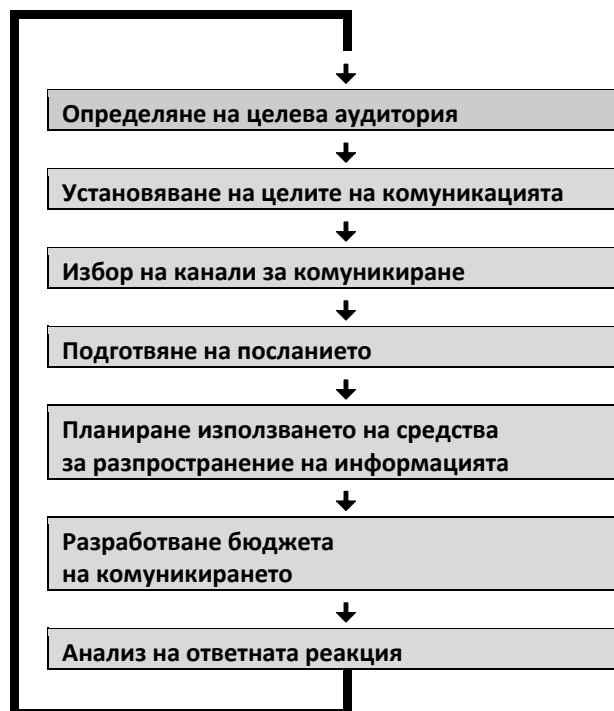 Определяне на целева аудитория
Установяване на целите на комуникацията
Избор на канали за комуникиране
Подготвяне на посланието
Планиране използването на средства
за разпространение на информацията
Разработване бюджета
на комуникирането
Анализ на ответната реакция